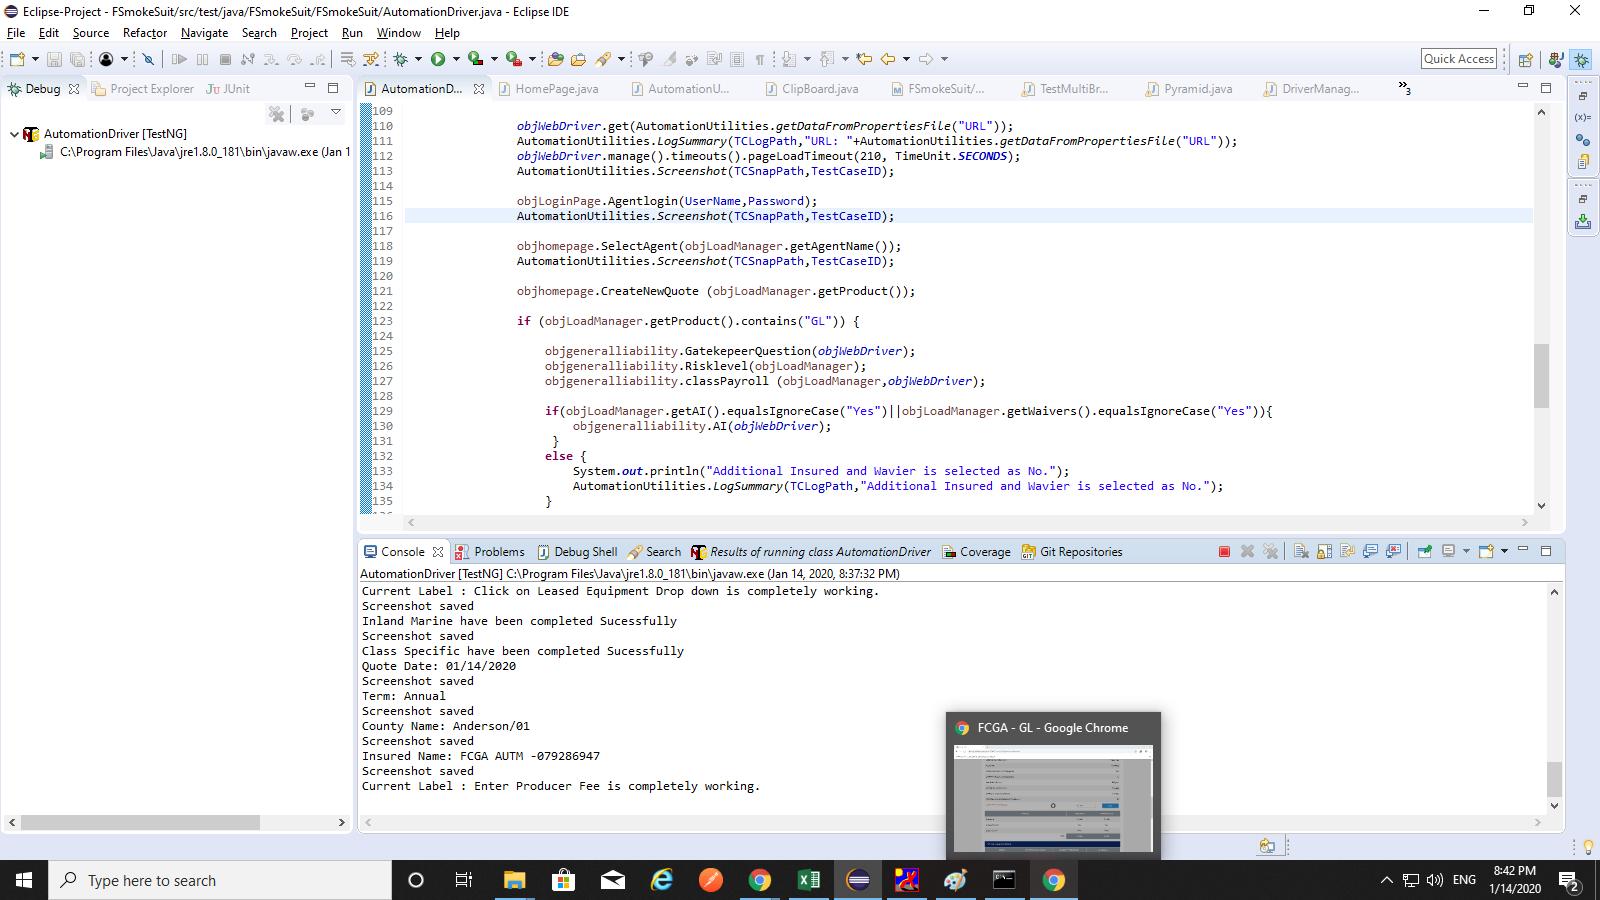 Eclipse-Project - FSmokeSuit/src/test/java/FSmokeSuit/FSmokeSuit/AutomationDriver.java - Eclipse IDE
File Edit Source Refactor Navigate Search Project Run Window Help
Quick Access
Debug Project Explorer JUnit
AutomationDriver [TestNG]
C:\Program Files\Java\jre1.8.0_181\bin\javaw.exe (Jan 1
AutomationD... HomePage.java AutomationU... ClipBoard.java FSmokeSuit/... TestMultiBr... Pyramid.java DriverManag... »3
109
110 objWebDriver.get(AutomationUtilities.getDataFromPropertiesFile("URL"));
111 AutomationUtilities.LogSummary(TCLogPath,"URL: "+AutomationUtilities.getDataFromPropertiesFile("URL"));
112 objWebDriver.manage().timeouts().pageLoadTimeout(210, TimeUnit.SECONDS);
113 AutomationUtilities.Screenshot(TCSnapPath,TestCaseID);
114
115 objLoginPage.Agentlogin(UserName,Password);
116 AutomationUtilities.Screenshot(TCSnapPath,TestCaseID);
117
118 objhomepage.SelectAgent(objLoadManager.getAgentName());
119 AutomationUtilities.Screenshot(TCSnapPath,TestCaseID);
120
121 objhomepage.CreateNewQuote (objLoadManager.getProduct());
122
123 if (objLoadManager.getProduct().contains("GL")) {
124
125 objgeneralliability.GatekepeerQuestion(objWebDriver);
126 objgeneralliability.Risklevel(objLoadManager);
127 objgeneralliability.classPayroll (objLoadManager,objWebDriver);
128
129 if(objLoadManager.getAI().equalsIgnoreCase("Yes")||objLoadManager.getWaivers().equalsIgnoreCase("Yes")){
130 objgeneralliability.AI(objWebDriver);
131 }
132 else {
133 System.out.println("Additional Insured and Wavier is selected as No.");
134 AutomationUtilities.LogSummary(TCLogPath,"Additional Insured and Wavier is selected as No.");
135 }
Console Problems Debug Shell Search Results of running class AutomationDriver Coverage Git Repositories
AutomationDriver [TestNG] C:\Program Files\Java\jre1.8.0_181\bin\javaw.exe (Jan 14, 2020, 8:37:32 PM)
Current Label : Click on Leased Equipment Drop down is completely working.
Screenshot saved
Inland Marine have been completed Sucessfully
Screenshot saved
Class Specific have been completed Sucessfully
Quote Date: 01/14/2020
Screenshot saved
Term: Annual
Screenshot saved
County Name: Anderson/01
Screenshot saved
Insured Name: FCGA AUTM -079286947
Screenshot saved
Current Label : Enter Producer Fee is completely working.
FCGA - GL - Google Chrome
Type here to search
ENG
8:42 PM
1/14/2020
2